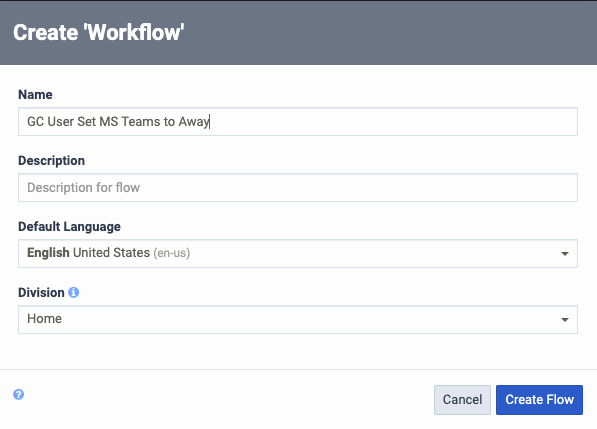 Create 'Workflow'
Name
GC User Set MS Teams to Away
Description
Description for flow
Default Language
English United States (en-us)
Division
Home
Cancel Create Flow